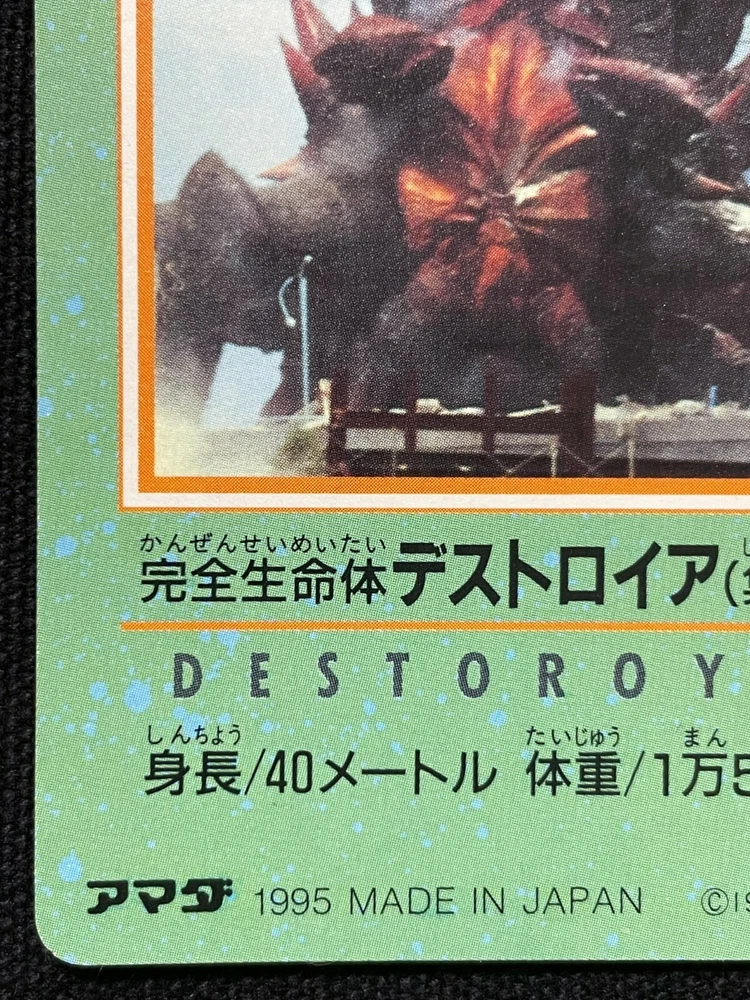 かんぜんせいめいたい
完全生命体デストロイア(
DESTOROY
しんちょう たいじゅう まん
身長/40メートル 体重/1万5
アマダ 1995 MADE IN JAPAN ©19